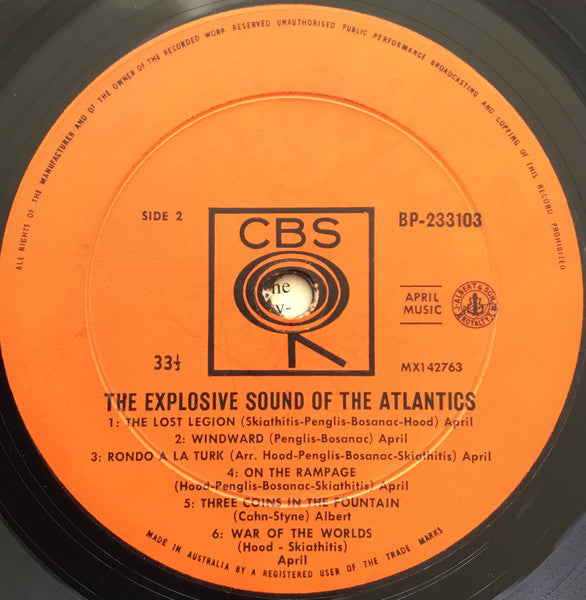 ALL RIGHTS OF THE MANUFACTURER AND OF THE OWNER OF THE RECORDED WORK RESERVED UNAUTHORISED PUBLIC PERFORMANCE BROADCASTING AND COPYING OF THIS RECORD PROHIBITED
SIDE 2
CBS
BP-233103
he
y-
APRIL
MUSIC
J. ALBERT & SON
ROYALTY
33⅓
MX142763
THE EXPLOSIVE SOUND OF THE ATLANTICS
1: THE LOST LEGION (Skiathitis-Penglis-Bosanac-Hood) April
2: WINDWARD (Penglis-Bosanac) April
3: RONDO A LA TURK (Arr. Hood-Penglis-Bosanac-Skiathitis) April
4: ON THE RAMPAGE
(Hood-Penglis-Bosanac-Skiathitis) April
5: THREE COINS IN THE FOUNTAIN
(Cahn-Styne) Albert
6: WAR OF THE WORLDS
(Hood - Skiathitis)
April
MADE IN AUSTRALIA BY A REGISTERED USER OF THE TRADE MARKS